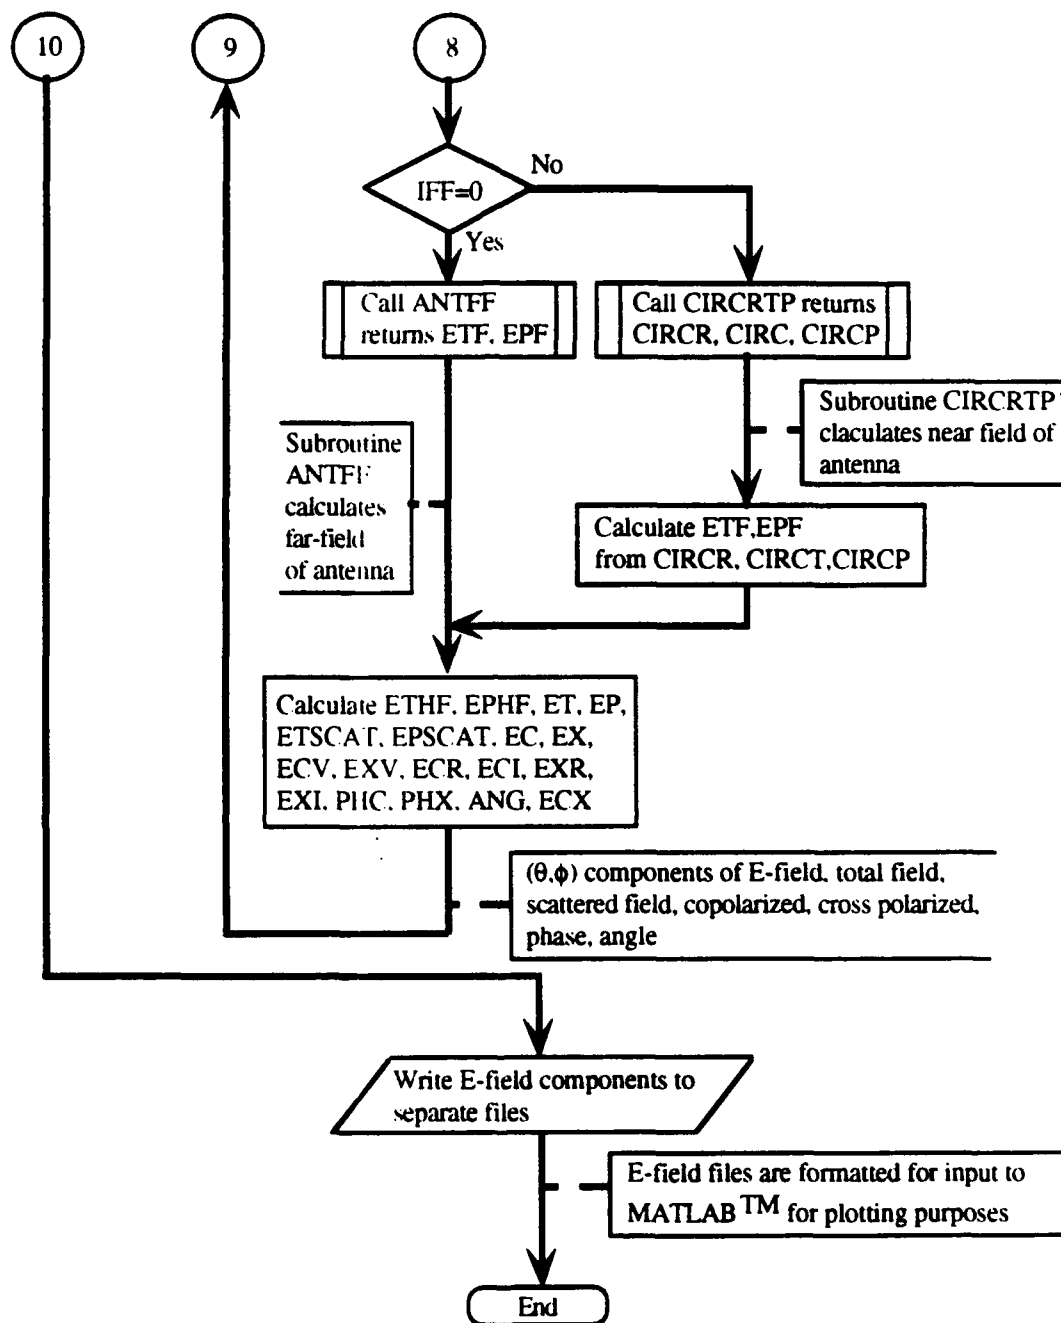 10
9
8
IFF=0
No
Yes
Call ANTFF
returns ETF, EPF
Call CIRCRTP returns
CIRCR, CIRC, CIRCP
Subroutine CIRCRTP
claculates near field of
antenna
Subroutine
ANTFF
calculates
far-field
of antenna
Calculate ETF,EPF
from CIRCR, CIRCT,CIRCP
Calculate ETHF, EPHF, ET, EP,
ETSCAT, EPSCAT, EC, EX,
ECV, EXV, ECR, ECI, EXR,
EXI, PHC, PHX, ANG, ECX
(θ,ϕ) components of E-field, total field,
scattered field, copolarized, cross polarized,
phase, angle
Write E-field components to
separate files
E-field files are formatted for input to
MATLAB TM for plotting purposes
End